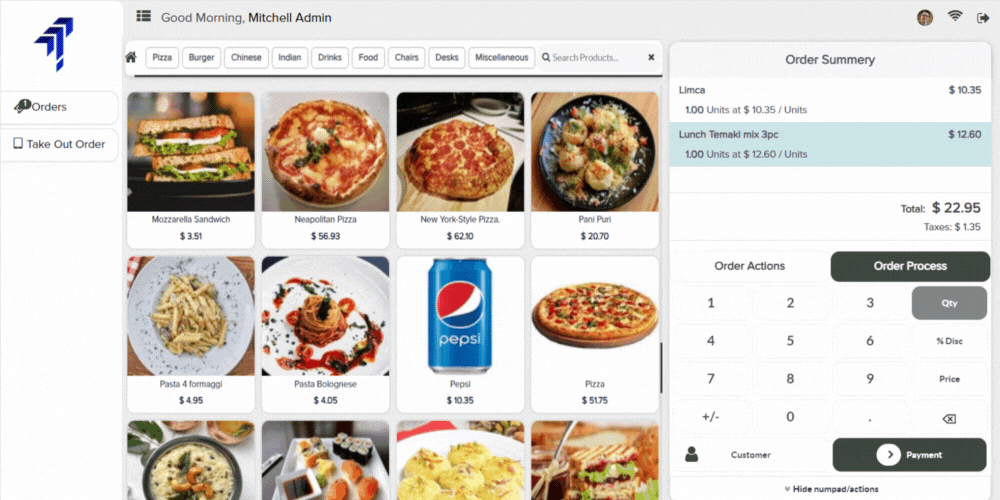 Good Morning, Mitchell Admin
1
Orders
Take Out Order
Pizza
Burger
Chinese
Indian
Drinks
Food
Chairs
Desks
Miscellaneous
Search Products...
Mozzarella Sandwich
$ 3.51
Neapolitan Pizza
$ 56.93
New York-Style Pizza.
$ 62.10
Pani Puri
$ 20.70
Pasta 4 formaggi
$ 4.95
Pasta Bolognese
$ 4.05
pepsi
Pepsi
$ 10.35
Pizza
$ 51.75
Order Summery
Limca $ 10.35
1.00 Units at $ 10.35 / Units
Lunch Temaki mix 3pc $ 12.60
1.00 Units at $ 12.60 / Units
Total: $ 22.95
Taxes: $ 1.35
Order Actions
Order Process
1 2 3 Qty
4 5 6 % Disc
7 8 9 Price
+/- 0 .
Customer
Payment
Hide numpad/actions